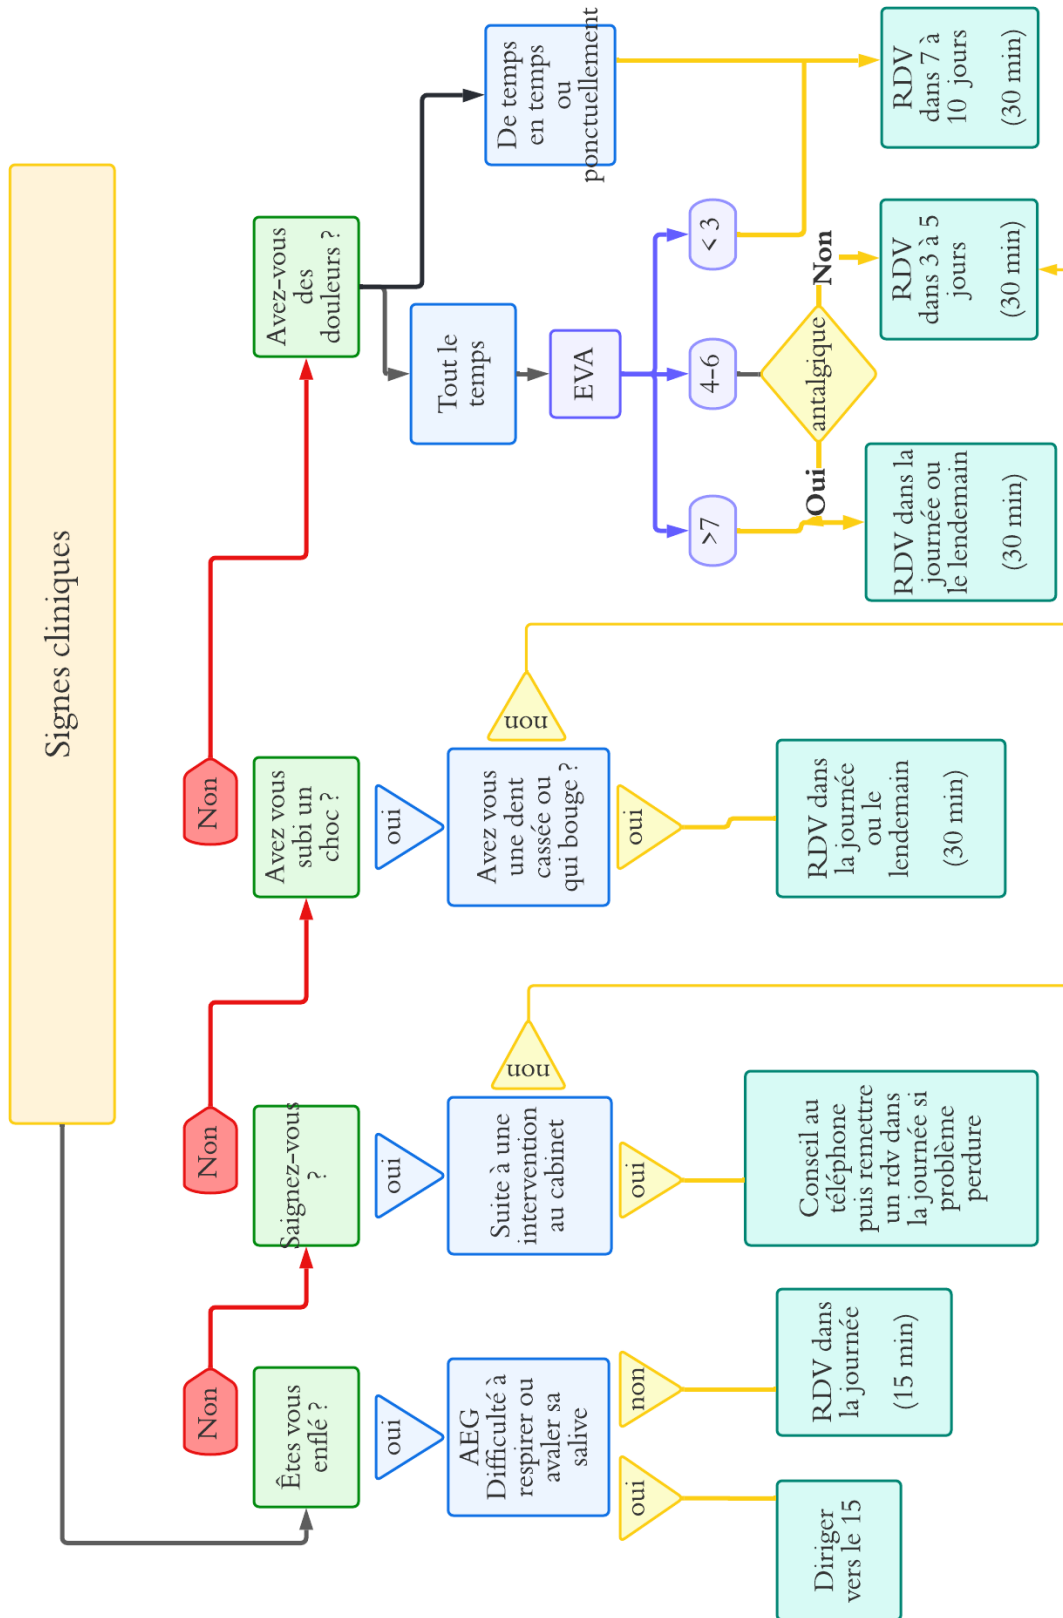 Signes cliniques
Non
Non
Non
Êtes vous
enflé ?
Saignez-vous
?
Avez vous
subi un
choc ?
Avez-vous
des
douleurs ?
oui
oui
oui
AEG
Difficulté à
respirer ou
avaler sa
salive
Suite à une
intervention
au cabinet
non
Avez vous
une dent
cassée ou
qui bouge ?
non
Tout le
temps
De temps
en temps
ou
ponctuellement
EVA
oui
non
oui
oui
>7
4-6
< 3
Oui
antalgique
Non
Diriger
vers le 15
RDV dans
la journée
(15 min)
Conseil au
téléphone
puis remettre
un rdv dans
la journée si
problème
perdure
RDV dans
la journée
ou le
lendemain
(30 min)
RDV dans la
journée ou
le lendemain
(30 min)
RDV
dans 3 à 5
jours
(30 min)
RDV
dans 7 à
10 jours
(30 min)